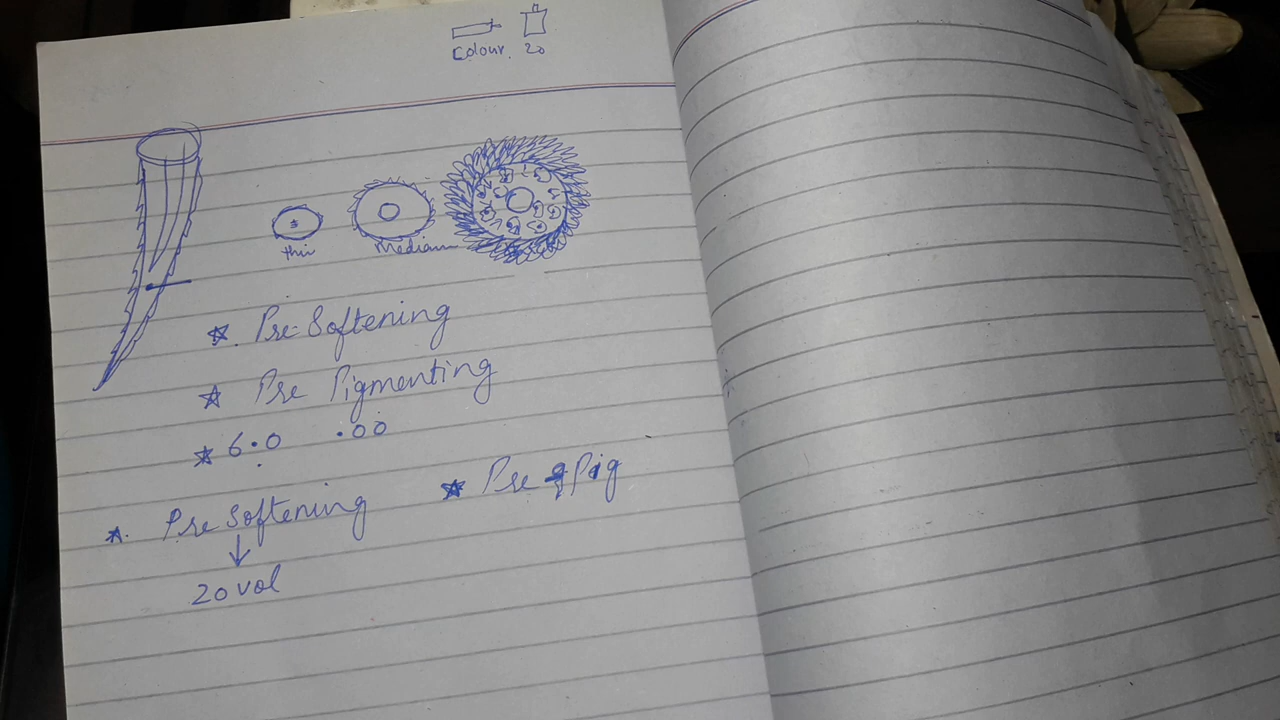 Colour. 20
thin
Medium
Pre-Softening
Pre Pigmenting
6.0 .00
Pre Pig
Pre Softening
20 vol